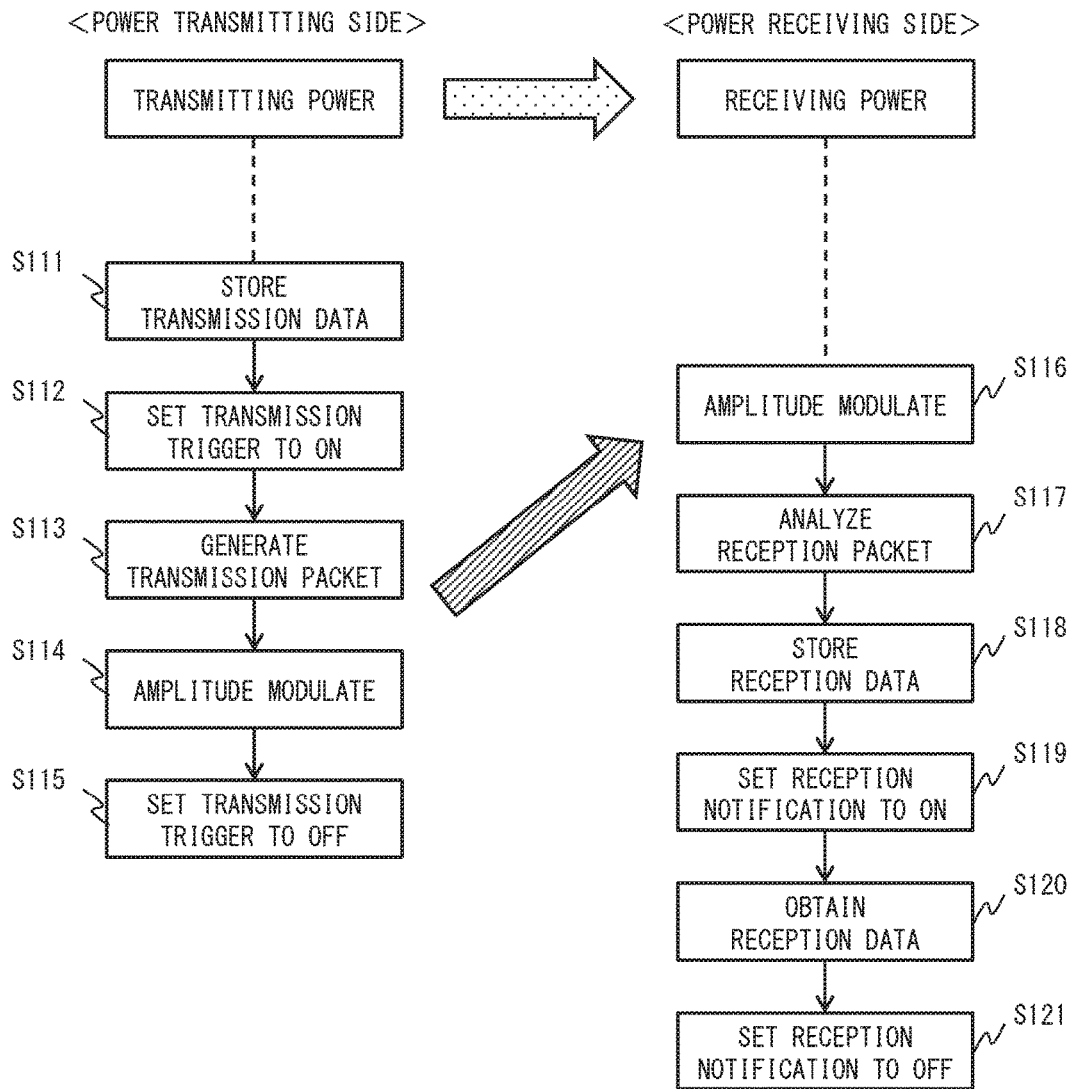 <POWER TRANSMITTING SIDE>
TRANSMITTING POWER
S111
STORE
TRANSMISSION DATA
S112
SET TRANSMISSION
TRIGGER TO ON
S113
GENERATE
TRANSMISSION PACKET
S114
AMPLITUDE MODULATE
S115
SET TRANSMISSION
TRIGGER TO OFF
<POWER RECEIVING SIDE>
RECEIVING POWER
S116
AMPLITUDE MODULATE
S117
ANALYZE
RECEPTION PACKET
S118
STORE
RECEPTION DATA
S119
SET RECEPTION
NOTIFICATION TO ON
S120
OBTAIN
RECEPTION DATA
S121
SET RECEPTION
NOTIFICATION TO OFF